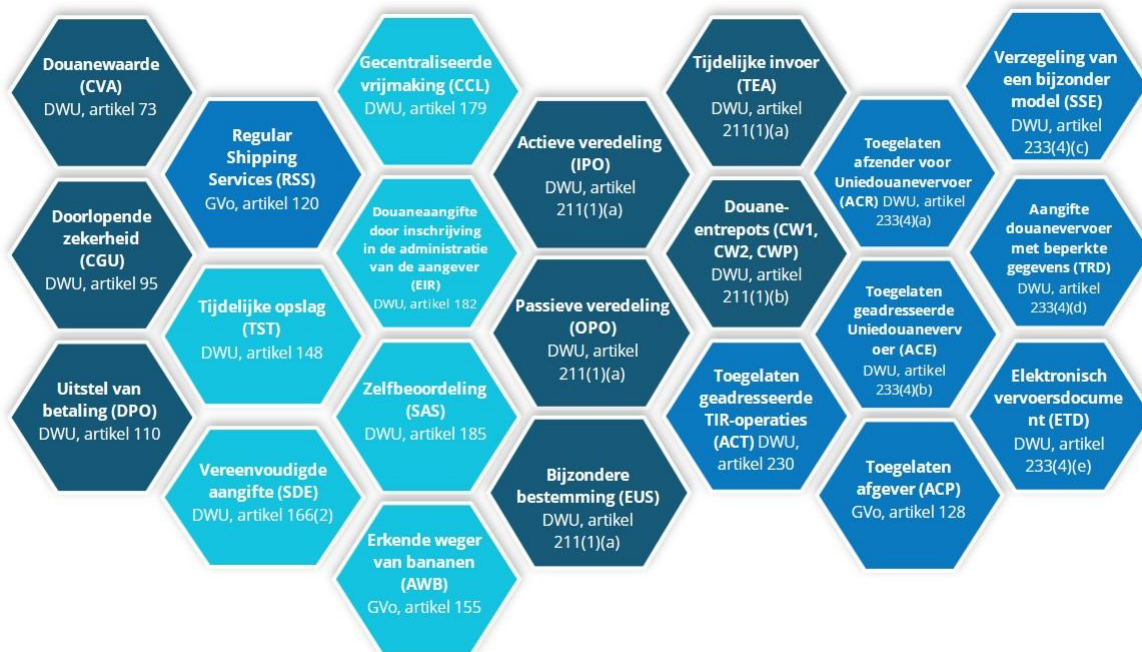 Douanewaarde
(CVA)
DWU, artikel 73
Doorlopende
zekerheid
(CGU)
DWU, artikel 95
Uitstel van
betaling (DPO)
DWU, artikel 110
Regular
Shipping
Services (RSS)
GVo, artikel 120
Tijdelijke opslag
(TST)
DWU, artikel 148
Vereenvoudigde
aangifte (SDE)
DWU, artikel 166(2)
Gecentraliseerde
vrijmaking (CCL)
DWU, artikel 179
Douaneaangifte
door inschrijving
in de administratie
van de aangever
(EIR)
DWU, artikel 182
Zelfbeoordeling
(SAS)
DWU, artikel 185
Erkende weger
van bananen
(AWB)
GVo, artikel 155
Actieve veredeling
(IPO)
DWU, artikel
211(1)(a)
Passieve veredeling
(OPO)
DWU, artikel
211(1)(a)
Bijzondere
bestemming (EUS)
DWU, artikel
211(1)(a)
Tijdelijke invoer
(TEA)
DWU, artikel
211(1)(a)
Douane-
entrepots (CW1,
CW2, CWP)
DWU, artikel
211(1)(b)
Toegelaten
geadresseerde
TIR-operaties
(ACT) DWU,
artikel 230
Toegelaten
afzender voor
Uniedouanevervoer
(ACR) DWU, artikel
233(4)(a)
Toegelaten
geadresseerde
Uniedouanevervo
oer (ACE)
DWU, artikel
233(4)(b)
Toegelaten
afgever (ACP)
GVo, artikel 128
Verzegeling van
een bijzonder
model (SSE)
DWU, artikel
233(4)(c)
Aangifte
douanevervoer
met beperkte
gegevens (TRD)
DWU, artikel
233(4)(d)
Elektronisch
vervoersdocume
nt (ETD)
DWU, artikel
233(4)(e)